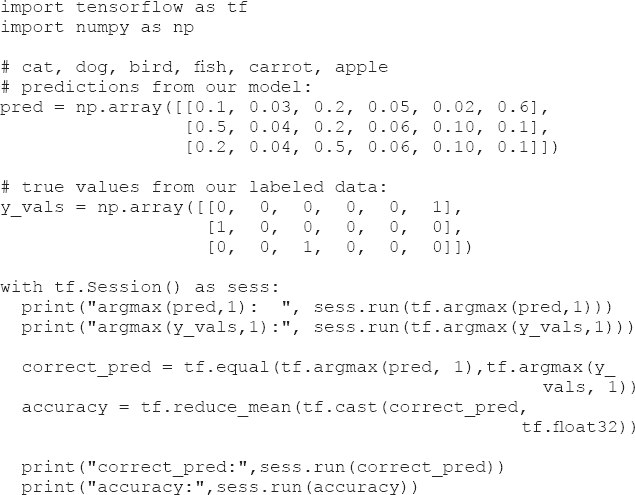 import tensorflow as tf
import numpy as np

# cat, dog, bird, fish, carrot, apple
# predictions from our model:
pred = np.array([[0.1, 0.03, 0.2, 0.05, 0.02, 0.6],
                 [0.5, 0.04, 0.2, 0.06, 0.10, 0.1],
                 [0.2, 0.04, 0.5, 0.06, 0.10, 0.1]])

# true values from our labeled data:
y_vals = np.array([[0,  0,  0,  0,  0,  1],
                   [1,  0,  0,  0,  0,  0],
                   [0,  0,  1,  0,  0,  0]])

with tf.Session() as sess:
  print("argmax(pred,1):  ", sess.run(tf.argmax(pred,1)))
  print("argmax(y_vals,1):", sess.run(tf.argmax(y_vals,1)))

  correct_pred = tf.equal(tf.argmax(pred, 1),tf.argmax(y_
                                                  vals, 1))
  accuracy = tf.reduce_mean(tf.cast(correct_pred,
                                                tf.float32))

  print("correct_pred:",sess.run(correct_pred))
  print("accuracy:",sess.run(accuracy))